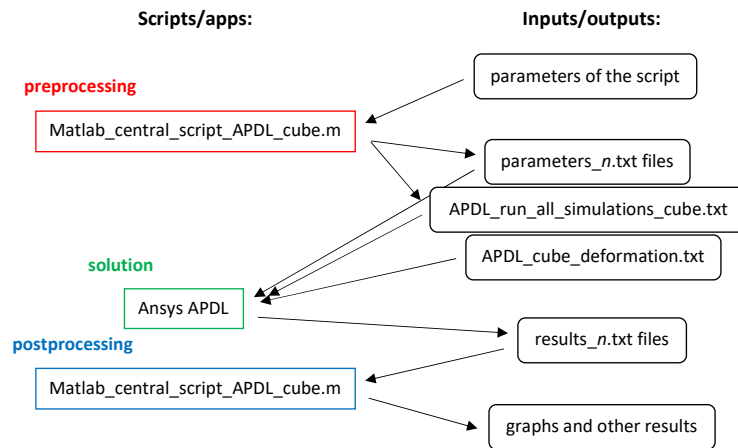 Scripts/apps:
Inputs/outputs:
parameters of the script
preprocessing
Matlab_central_script_APDL_cube.m
parameters_n.txt files
APDL_run_all_simulations_cube.txt
APDL_cube_deformation.txt
solution
Ansys APDL
results_n.txt files
postprocessing
Matlab_central_script_APDL_cube.m
graphs and other results